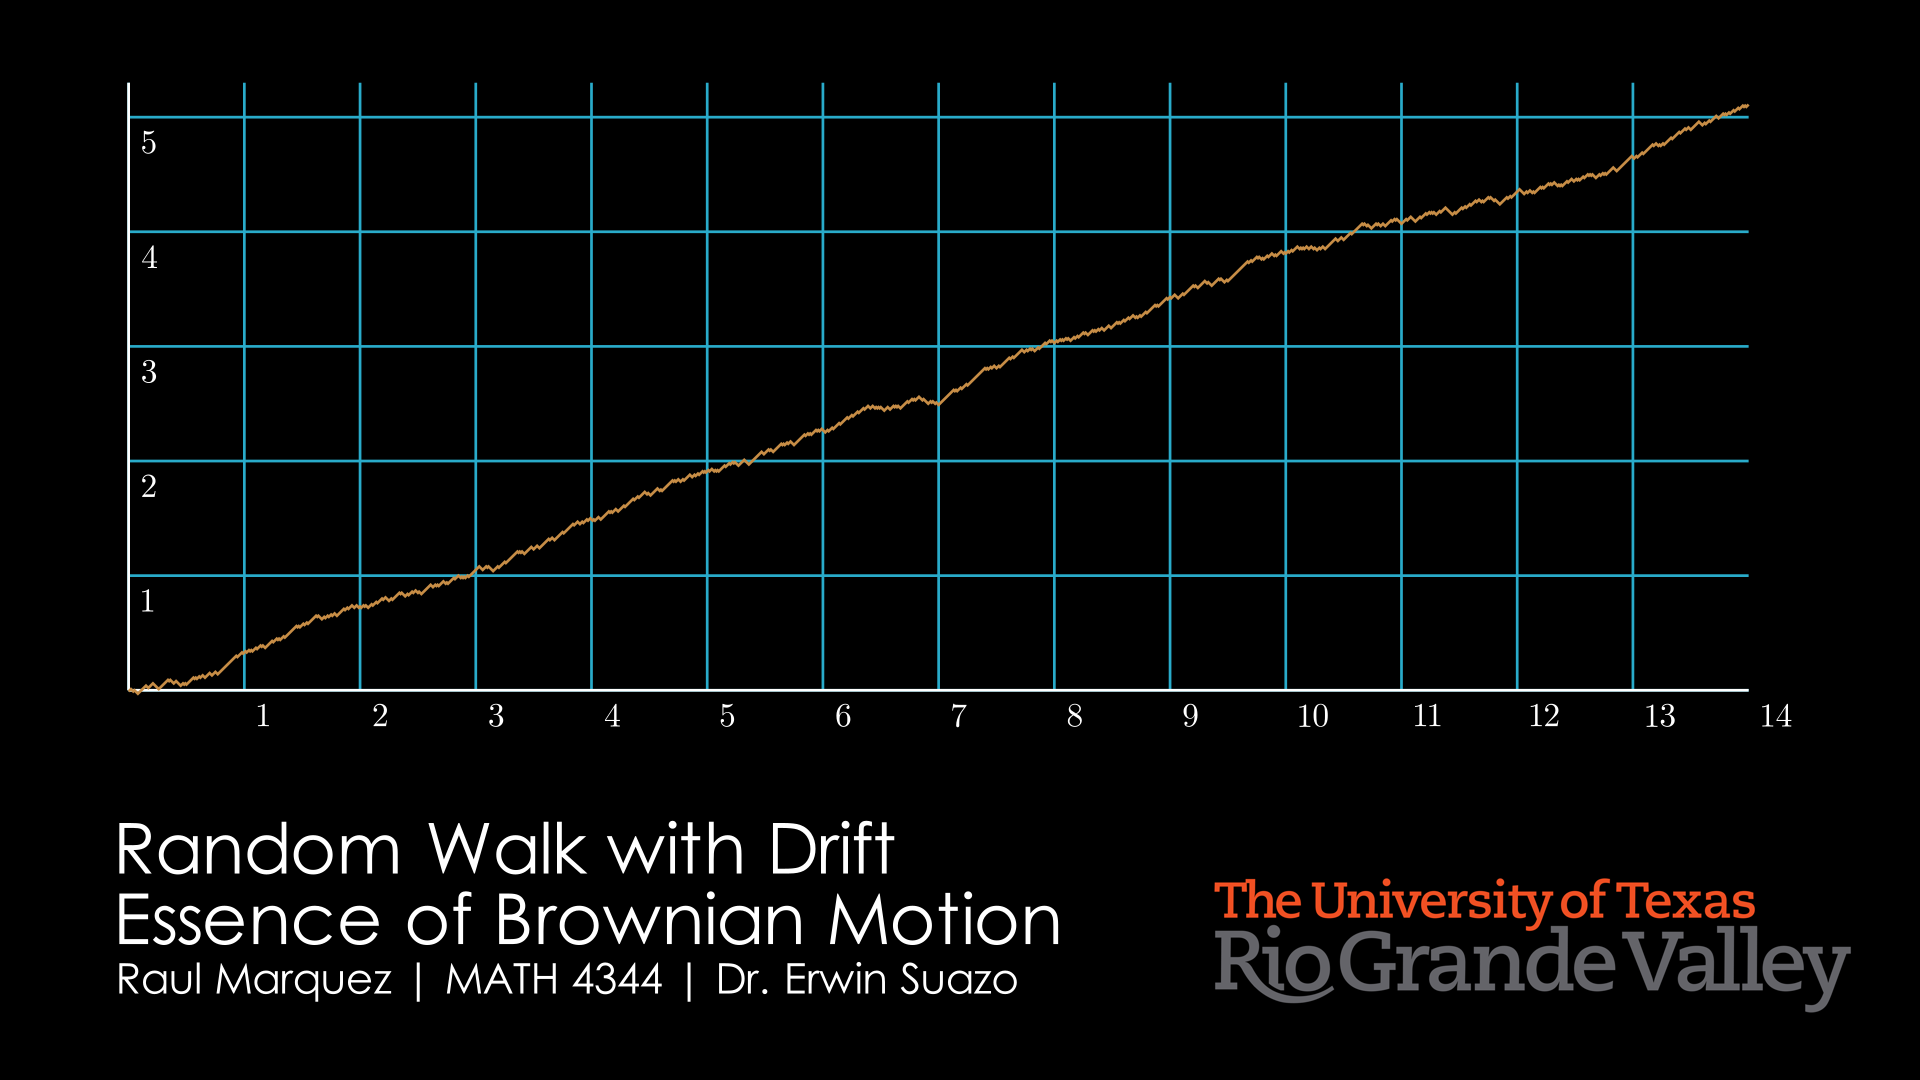 5
4
3
2
1
1 2 3 4 5 6 7 8 9 10 11 12 13 14
Random Walk with Drift
Essence of Brownian Motion
Raul Marquez | MATH 4344 | Dr. Erwin Suazo
The University of Texas
Rio Grande Valley